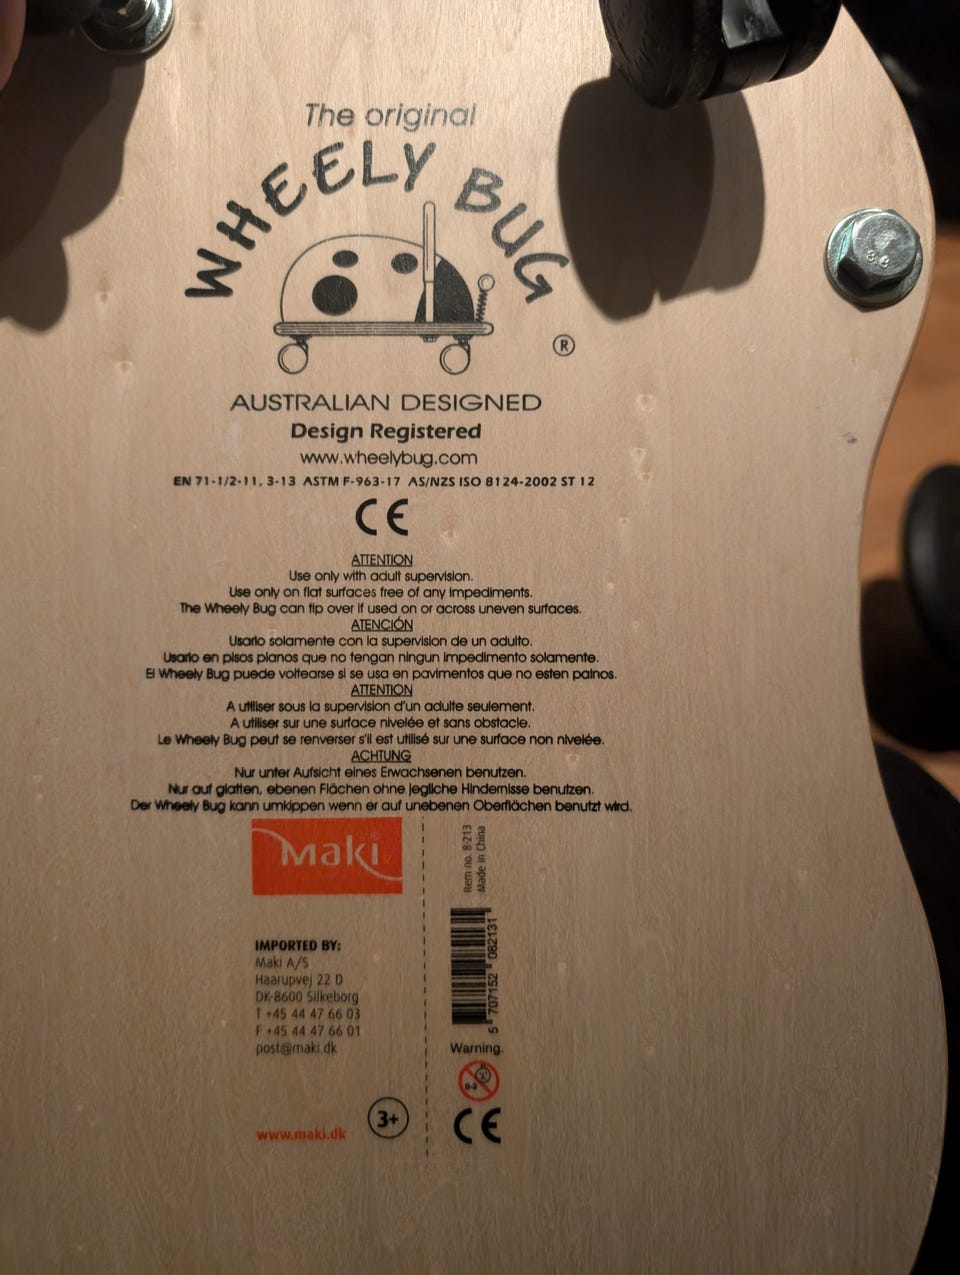 The original
WHEELY BUG
®
AUSTRALIAN DESIGNED
Design Registered
www.wheelybug.com
EN 71-1/2-11, 3-13 ASTM F-963-17 AS/NZS ISO 8124-2002 ST 12
CE
ATTENTION
Use only with adult supervision.
Use only on flat surfaces free of any impediments.
The Wheely Bug can tip over if used on or across uneven surfaces.
ATENCIÓN
Usarlo solamente con la supervision de un adulto.
Usarlo en pisos planos que no tengan ningun impedimento solamente.
El Wheely Bug puede voltearse si se usa en pavimentos que no esten palnos.
ATTENTION
A utiliser sous la supervision d'un adulte seulement.
A utiliser sur une surface nivelée et sans obstacle.
Le Wheely Bug peut se renverser s'il est utilisé sur une surface non nivelée.
ACHTUNG
Nur unter Aufsicht eines Erwachsenen benutzen.
Nur auf glatten, ebenen Flächen ohne jegliche Hindernisse benutzen.
Der Wheely Bug kann umkippen wenn er auf unebenen Oberflächen benutzt wird.
Maki
IMPORTED BY:
Maki A/S
Haarupvej 22 D
DK-8600 Silkeborg
T +45 44 47 66 03
F +45 44 47 66 01
post@maki.dk
www.maki.dk
3+
Item no. 8-213
Made in China
5 707152 082131
Warning.
0-3
CE
8.8